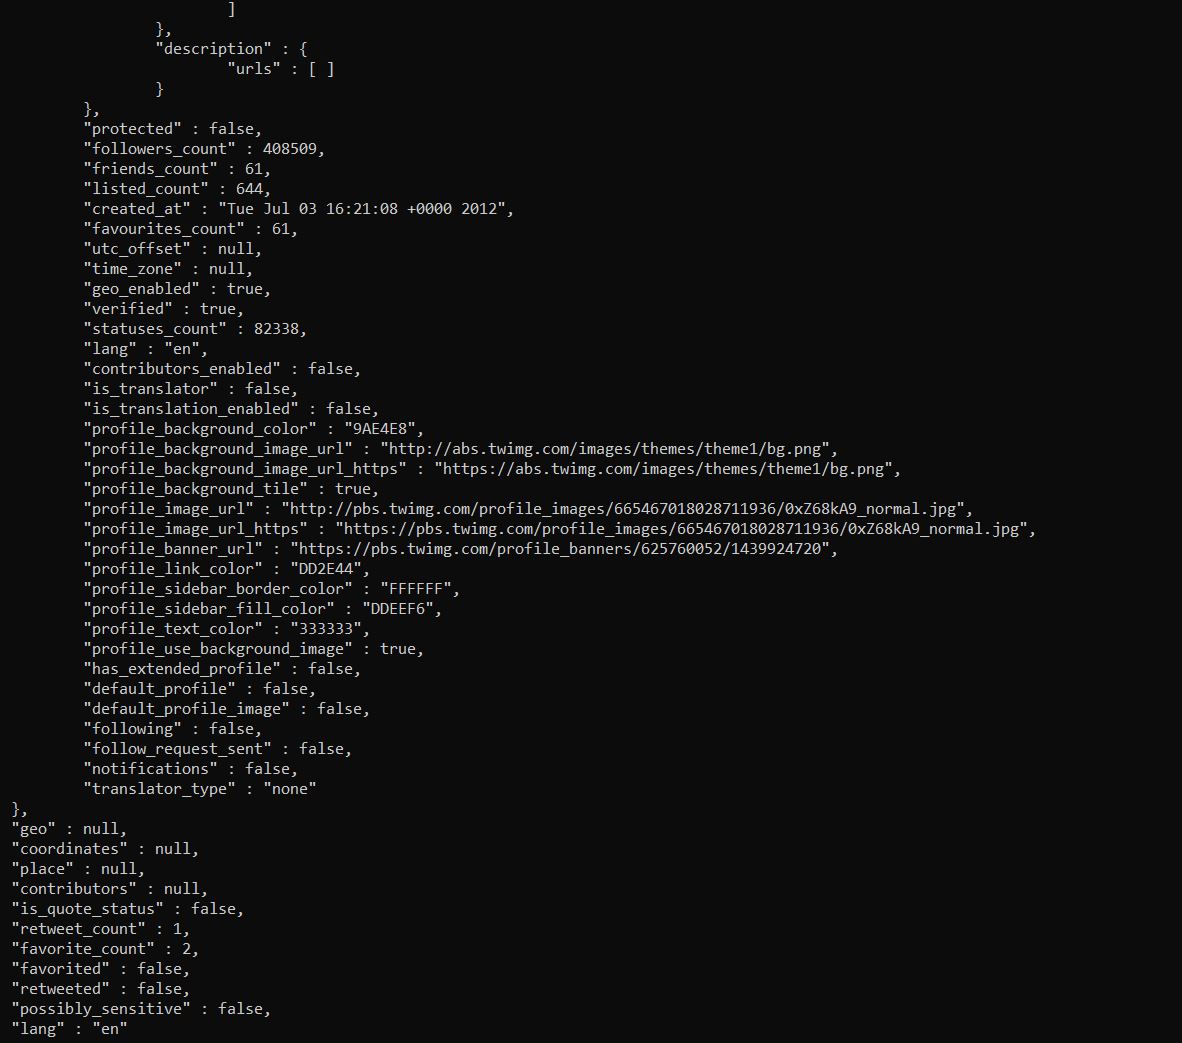 ]
},
"description" : {
"urls" : [ ]
}
},
"protected" : false,
"followers_count" : 408509,
"friends_count" : 61,
"listed_count" : 644,
"created_at" : "Tue Jul 03 16:21:08 +0000 2012",
"favourites_count" : 61,
"utc_offset" : null,
"time_zone" : null,
"geo_enabled" : true,
"verified" : true,
"statuses_count" : 82338,
"lang" : "en",
"contributors_enabled" : false,
"is_translator" : false,
"is_translation_enabled" : false,
"profile_background_color" : "9AE4E8",
"profile_background_image_url" : "http://abs.twimg.com/images/themes/theme1/bg.png",
"profile_background_image_url_https" : "https://abs.twimg.com/images/themes/theme1/bg.png",
"profile_background_tile" : true,
"profile_image_url" : "http://pbs.twimg.com/profile_images/665467018028711936/0xZ68kA9_normal.jpg",
"profile_image_url_https" : "https://pbs.twimg.com/profile_images/665467018028711936/0xZ68kA9_normal.jpg",
"profile_banner_url" : "https://pbs.twimg.com/profile_banners/625760052/1439924720",
"profile_link_color" : "DD2E44",
"profile_sidebar_border_color" : "FFFFFF",
"profile_sidebar_fill_color" : "DDEEF6",
"profile_text_color" : "333333",
"profile_use_background_image" : true,
"has_extended_profile" : false,
"default_profile" : false,
"default_profile_image" : false,
"following" : false,
"follow_request_sent" : false,
"notifications" : false,
"translator_type" : "none"
},
"geo" : null,
"coordinates" : null,
"place" : null,
"contributors" : null,
"is_quote_status" : false,
"retweet_count" : 1,
"favorite_count" : 2,
"favorited" : false,
"retweeted" : false,
"possibly_sensitive" : false,
"lang" : "en"